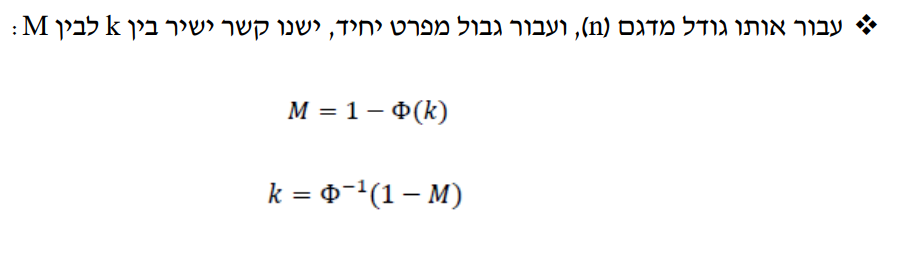 ❖ עבור אותו גודל מדגם (n), ועבור גבול מפרט יחיד, ישנו קשר ישיר בין k לבין M :
M = 1 − Φ(k)
k = Φ⁻¹(1 − M)